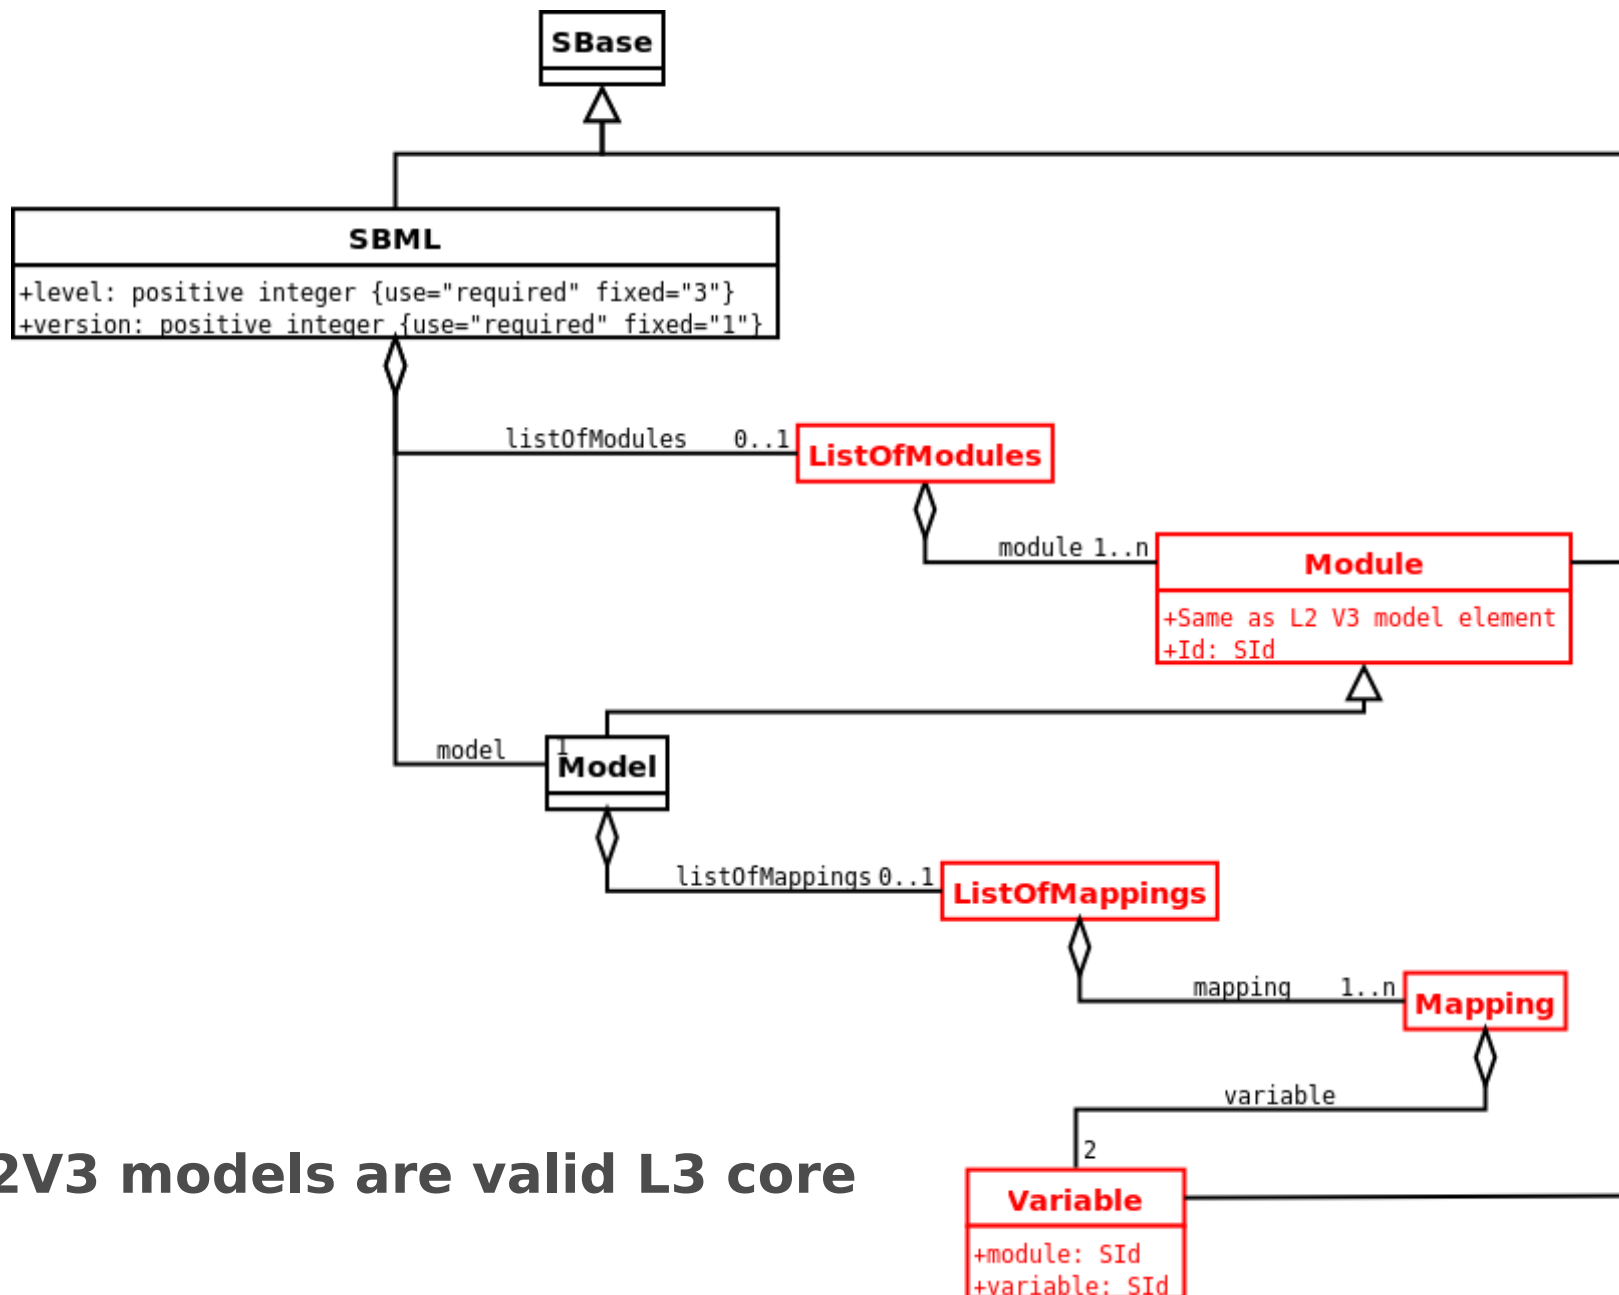 SBase
SBML
+level: positive integer {use="required" fixed="3"}
+version: positive integer {use="required" fixed="1"}
listOfModules 0..1
ListOfModules
module 1..n
Module
+Same as L2 V3 model element
+Id: SId
model
1
Model
listOfMappings 0..1
ListOfMappings
mapping 1..n
Mapping
variable
2
2V3 models are valid L3 core
Variable
+module: SId
+variable: SId